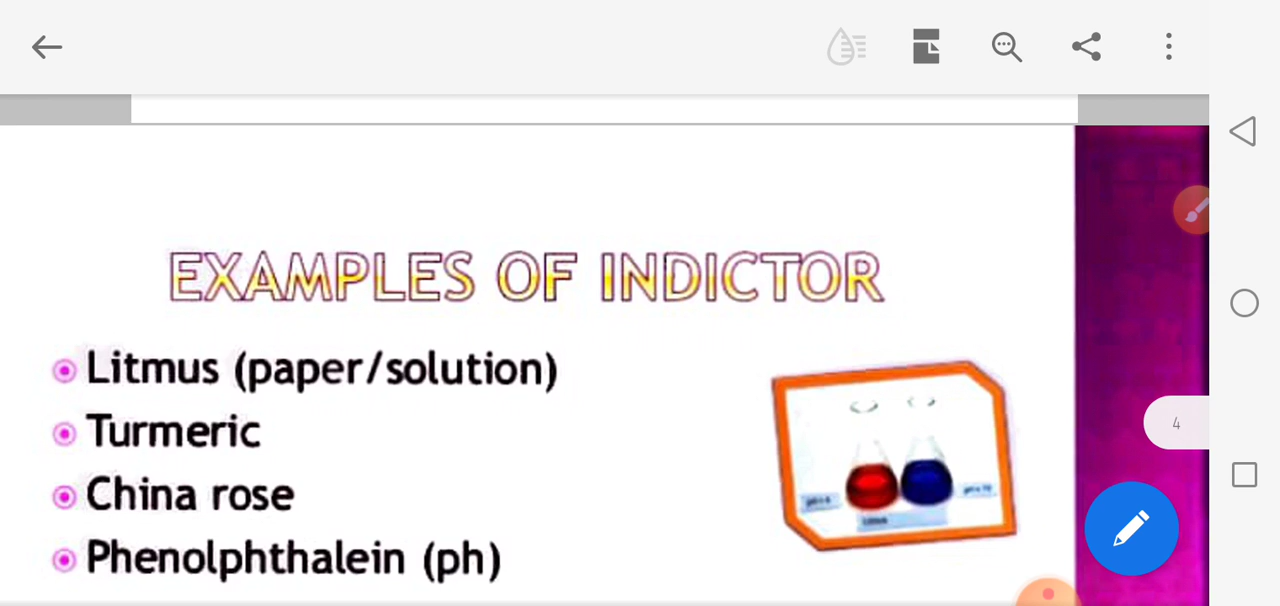 EXAMPLES OF INDICTOR
Litmus (paper/solution)
Turmeric
China rose
Phenolphthalein (ph)
4